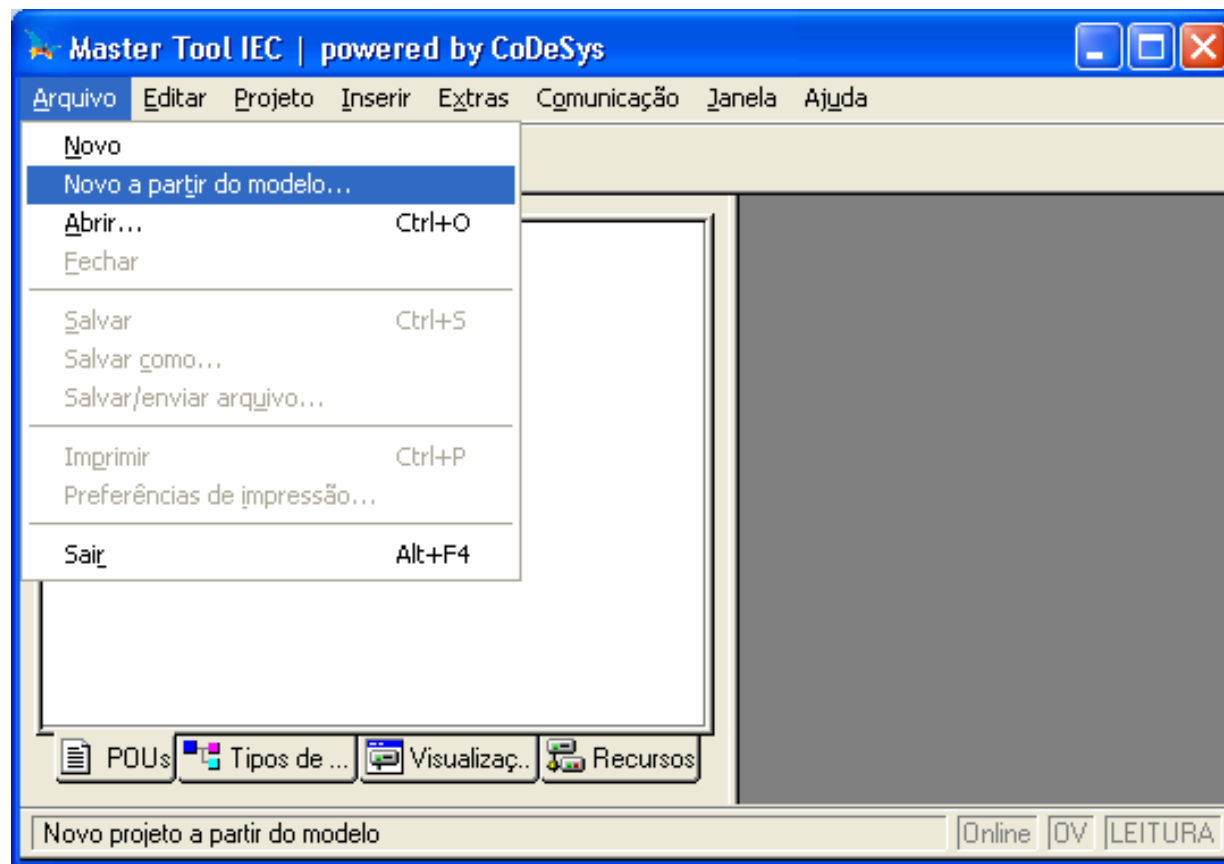 Master Tool IEC | powered by CoDeSys
Arquivo Editar Projeto Inserir Extras Comunicação Janela Ajuda
Novo
Novo a partir do modelo...
Abrir... Ctrl+O
Fechar
Salvar Ctrl+S
Salvar como...
Salvar/enviar arquivo...
Imprimir Ctrl+P
Preferências de impressão...
Sair Alt+F4
POUs Tipos de ... Visualizaç.. Recursos
Novo projeto a partir do modelo Online OV LEITURA